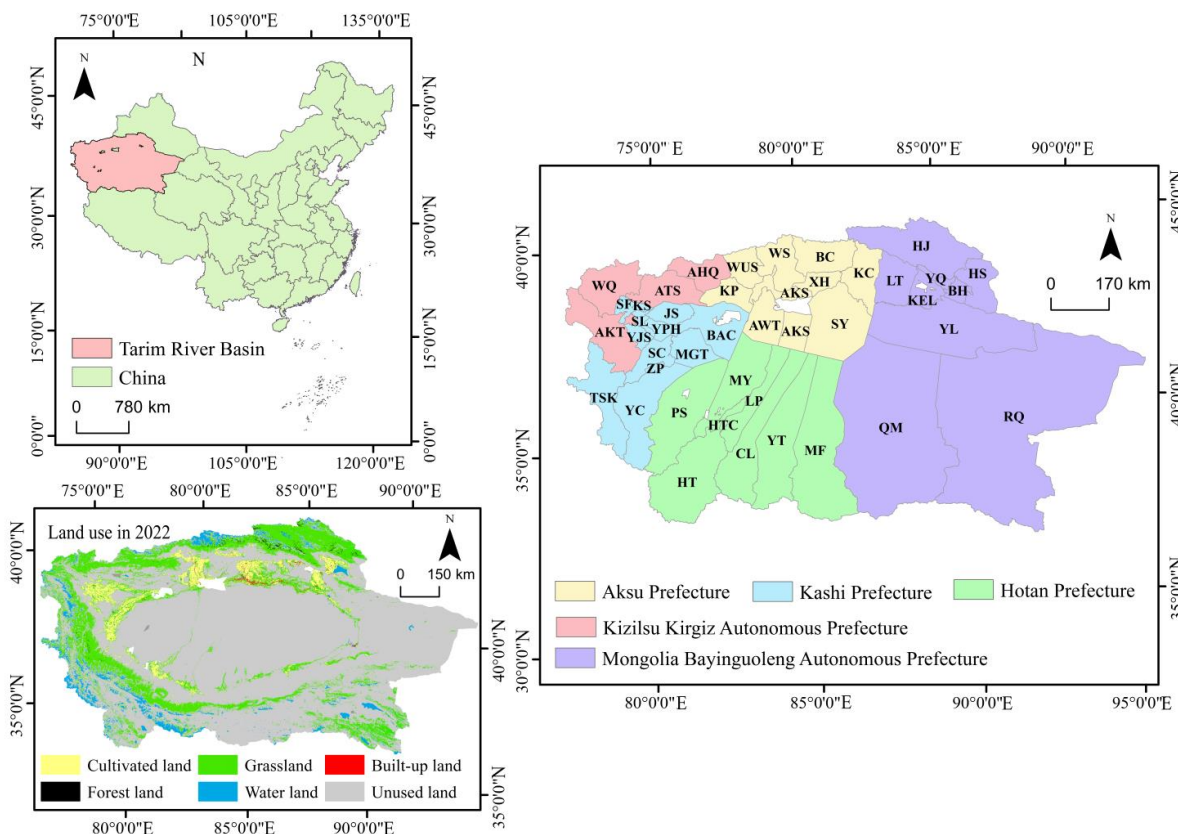 75°0'0"E 105°0'0"E 135°0'0"E
N
N
45°0'0"N
30°0'0"N
15°0'0"N
0°0'0"
45°0'0"N
30°0'0"N
15°0'0"N
0°0'0"N
Tarim River Basin
China
0 780 km
90°0'0"E 105°0'0"E 120°0'0"E
75°0'0"E 80°0'0"E 85°0'0"E 90°0'0"E
Land use in 2022
N
0 150 km
40°0'0"N
35°0'0"N
40°0'0"N
35°0'0"N
Cultivated land Grassland Built-up land
Forest land Water land Unused land
80°0'0"E 85°0'0"E 90°0'0"E
75°0'0"E 80°0'0"E 85°0'0"E 90°0'0"E
45°0'0"N
40°0'0"N
35°0'0"N
30°0'0"N
40°0'0"N
35°0'0"N
N
0 170 km
HJ
WS BC
WUS KC LT YQ HS
AHQ XH BH
WQ ATS KP AKS KEL
SF KS JS
SL YPH BAC AWT AKS SY YL
AKT YJS
SC MGT
ZP
MY
TSK YC PS LP RQ
HTC YT QM
CL MF
HT
Aksu Prefecture Kashi Prefecture Hotan Prefecture
Kizilsu Kirgiz Autonomous Prefecture
Mongolia Bayinguoleng Autonomous Prefecture
80°0'0"E 85°0'0"E 90°0'0"E 95°0'0"E